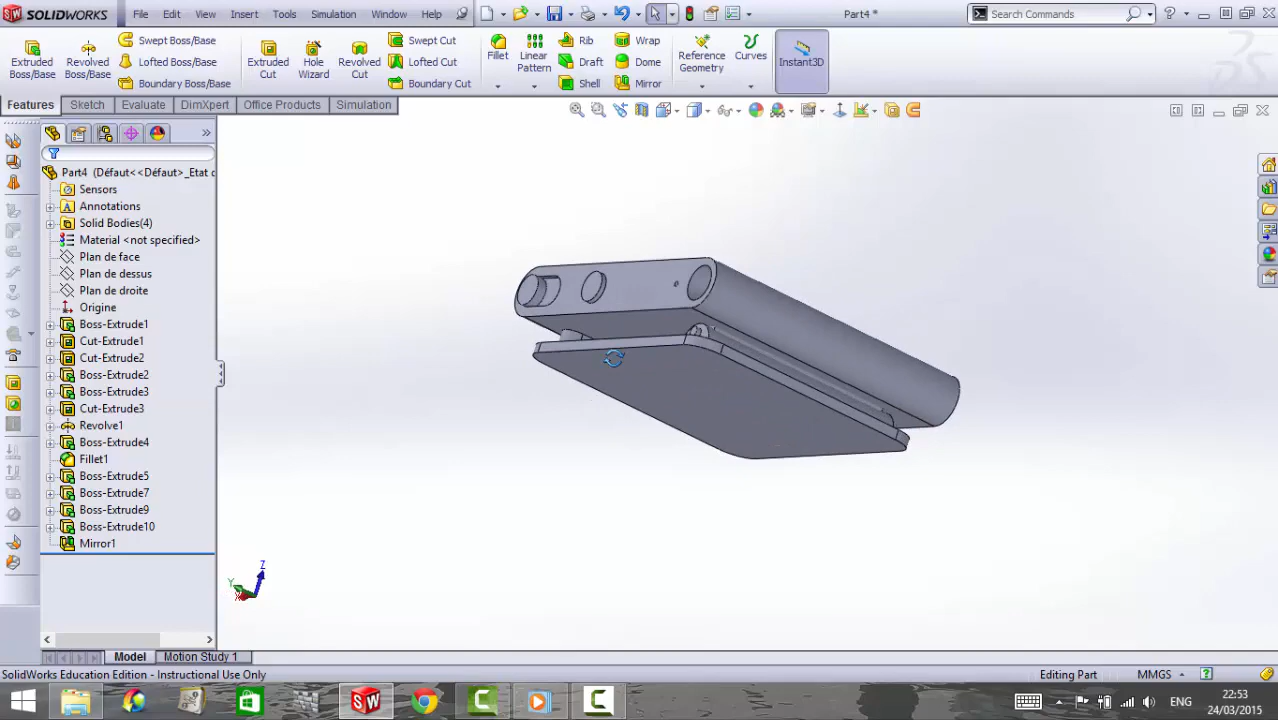 SOLIDWORKS File Edit View Insert Tools Simulation Window Help Part4 * Search Commands
Extruded Boss/Base Revolved Boss/Base Swept Boss/Base Lofted Boss/Base Boundary Boss/Base Extruded Cut Hole Wizard Revolved Cut Swept Cut Lofted Cut Boundary Cut Fillet Linear Pattern Rib Draft Shell Wrap Dome Mirror Reference Geometry Curves Instant3D
Features Sketch Evaluate DimXpert Office Products Simulation
Part4 (Défaut<<Défaut>_Etat c
Sensors
Annotations
Solid Bodies(4)
Material <not specified>
Plan de face
Plan de dessus
Plan de droite
Origine
Boss-Extrude1
Cut-Extrude1
Cut-Extrude2
Boss-Extrude2
Boss-Extrude3
Cut-Extrude3
Revolve1
Boss-Extrude4
Fillet1
Boss-Extrude5
Boss-Extrude7
Boss-Extrude9
Boss-Extrude10
Mirror1
Z
Y
X
Model Motion Study 1
SolidWorks Education Edition - Instructional Use Only Editing Part MMGS
ENG 22:53
24/03/2015